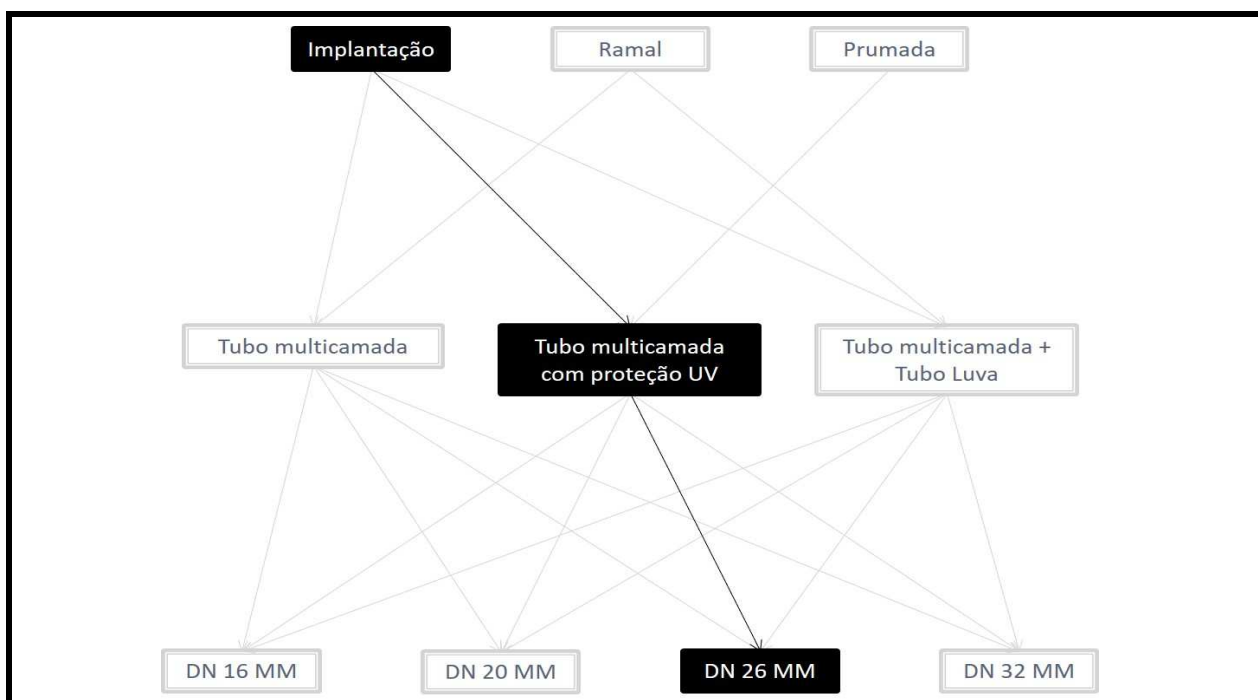 Implantação
Ramal
Prumada
Tubo multicamada
Tubo multicamada
com proteção UV
Tubo multicamada +
Tubo Luva
DN 16 MM
DN 20 MM
DN 26 MM
DN 32 MM